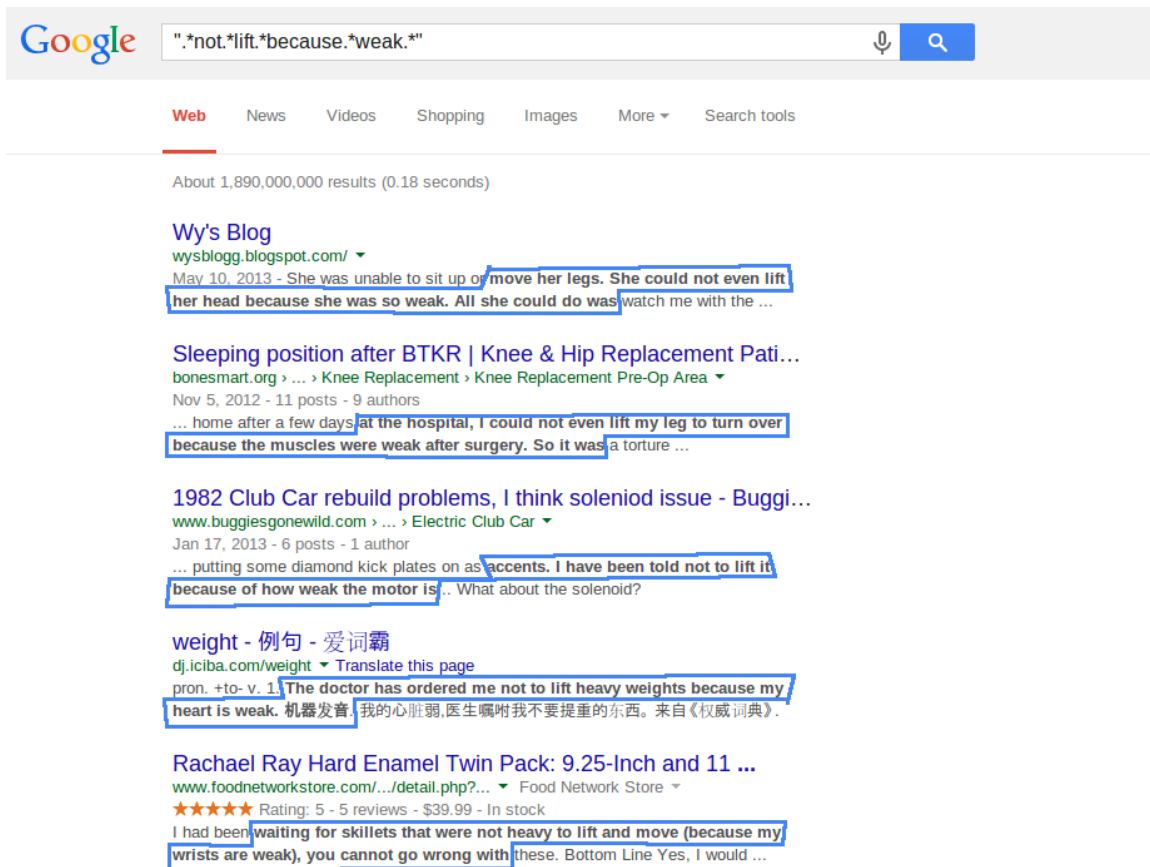 Google ".*not.*lift.*because.*weak.*"
Web News Videos Shopping Images More Search tools
About 1,890,000,000 results (0.18 seconds)
Wy's Blog
wysblogg.blogspot.com/
May 10, 2013 - She was unable to sit up or move her legs. She could not even lift
her head because she was so weak. All she could do was watch me with the ...
Sleeping position after BTKR | Knee & Hip Replacement Pati...
bonesmart.org › ... › Knee Replacement › Knee Replacement Pre-Op Area
Nov 5, 2012 - 11 posts - 9 authors
... home after a few days at the hospital, I could not even lift my leg to turn over
because the muscles were weak after surgery. So it was a torture ...
1982 Club Car rebuild problems, I think soleniod issue - Buggi...
www.buggiesgonewild.com › ... › Electric Club Car
Jan 17, 2013 - 6 posts - 1 author
... putting some diamond kick plates on as accents. I have been told not to lift it
because of how weak the motor is.. What about the solenoid?
weight - 例句 - 爱词霸
dj.iciba.com/weight Translate this page
pron. +to- v. 1. The doctor has ordered me not to lift heavy weights because my
heart is weak. 机器发音. 我的心脏弱,医生嘱咐我不要提重的东西。 来自《权威词典》.
Rachael Ray Hard Enamel Twin Pack: 9.25-Inch and 11 ...
www.foodnetworkstore.com/.../detail.php?... Food Network Store
Rating: 5 - 5 reviews - $39.99 - In stock
I had been waiting for skillets that were not heavy to lift and move (because my
wrists are weak), you cannot go wrong with these. Bottom Line Yes, I would ...